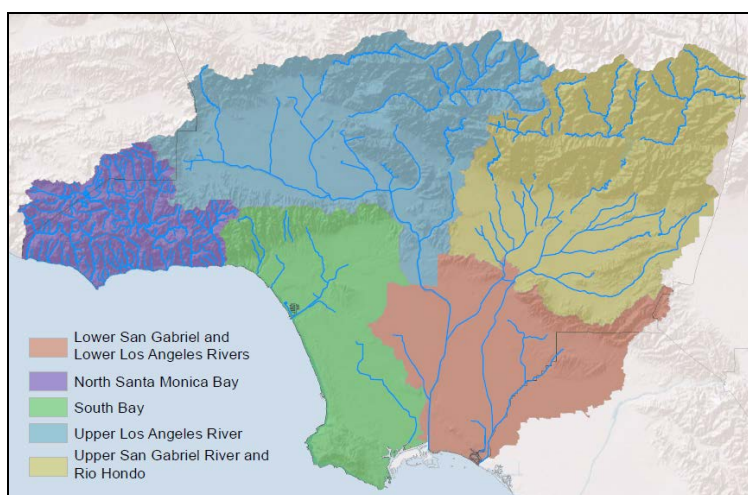 Lower San Gabriel and
Lower Los Angeles Rivers
North Santa Monica Bay
South Bay
Upper Los Angeles River
Upper San Gabriel River and
Rio Hondo